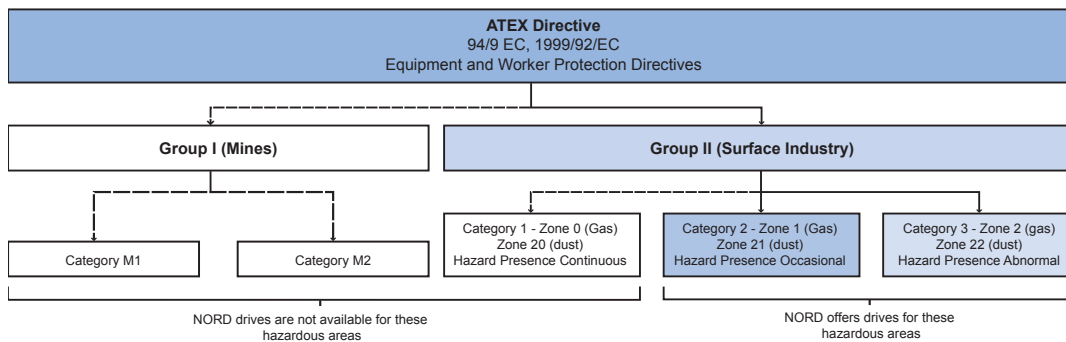 ATEX Directive
94/9 EC, 1999/92/EC
Equipment and Worker Protection Directives
Group I (Mines)
Group II (Surface Industry)
Category M1
Category M2
Category 1 - Zone 0 (Gas)
Zone 20 (dust)
Hazard Presence Continuous
Category 2 - Zone 1 (Gas)
Zone 21 (dust)
Hazard Presence Occasional
Category 3 - Zone 2 (gas)
Zone 22 (dust)
Hazard Presence Abnormal
NORD drives are not available for these
hazardous areas
NORD offers drives for these
hazardous areas